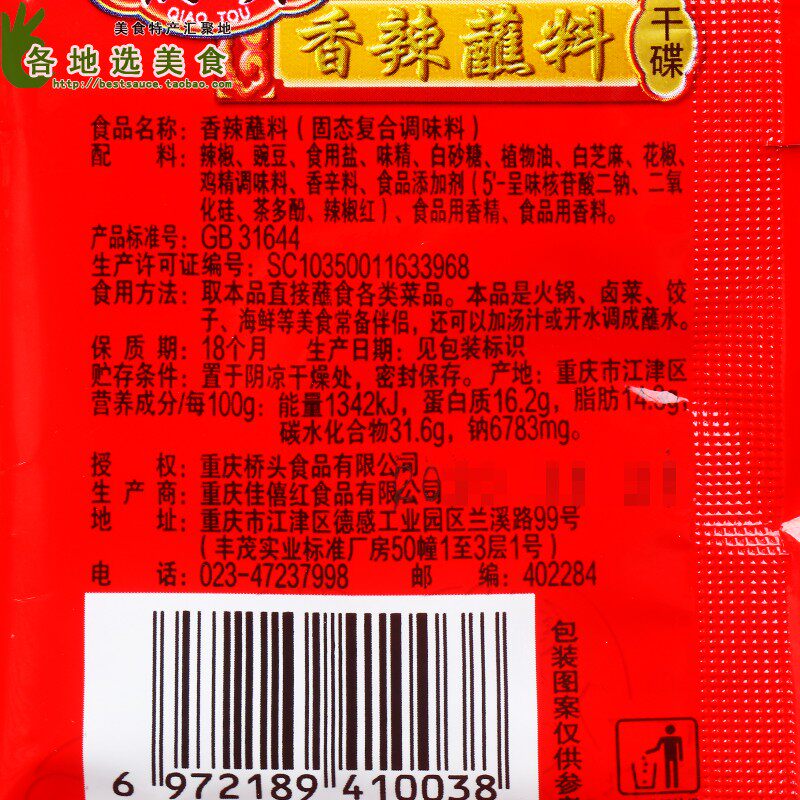 QIAO TOU
美食特产汇聚地
各地选美食
http://bestsauce.taobao.com
香辣蘸料
干碟
食品名称：香辣蘸料（固态复合调味料）
配 料：辣椒、豌豆、食用盐、味精、白砂糖、植物油、白芝麻、花椒、
鸡精调味料、香辛料、食品添加剂（5'-呈味核苷酸二钠、二氧
化硅、茶多酚、辣椒红）、食品用香精、食品用香料。
产品标准号：GB 31644
生产许可证编号：SC10350011633968
食用方法：取本品直接蘸食各类菜品。本品是火锅、卤菜、饺
子、海鲜等美食常备伴侣，还可以加汤汁或开水调成蘸水。
保 质 期：18个月 生产日期：见包装标识
贮存条件：置于阴凉干燥处，密封保存。产地：重庆市江津区
营养成分/每100g：能量1342kJ，蛋白质16.2g，脂肪
碳水化合物31.6g，钠6783mg。
授 权：重庆桥头食品有限公司
生 产 商：重庆佳僖红食品有限公司
地 址：重庆市江津区德感工业园区兰溪路99号
（丰茂实业标准厂房50幢1至3层1号）
电 话：023-47237998 邮 编：402284
6 972189 410038
包装图案仅供参